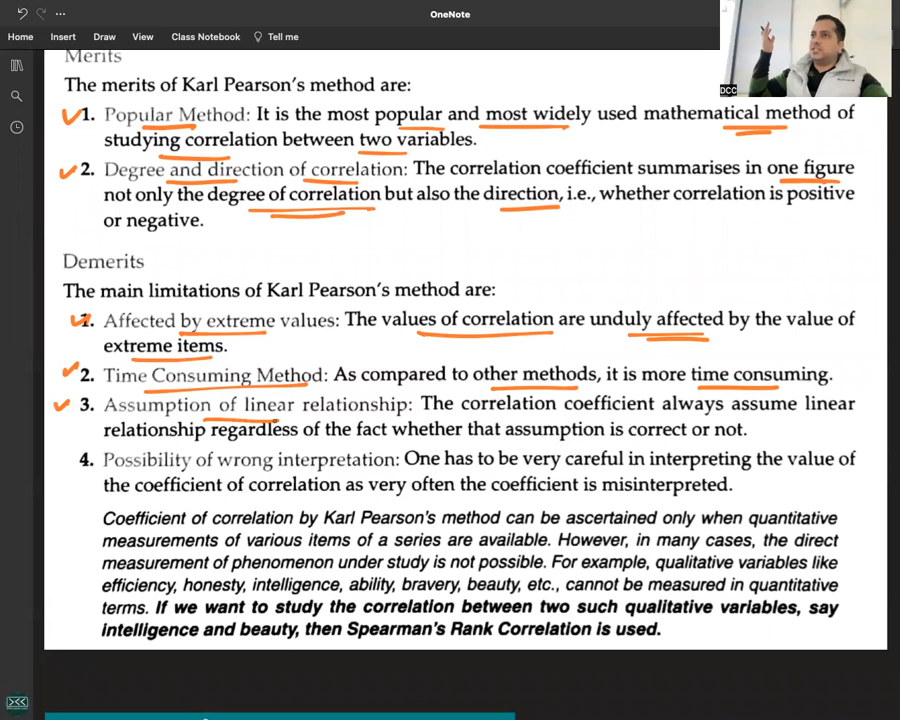 OneNote
Home Insert Draw View Class Notebook Tell me
DCC
Merits
The merits of Karl Pearson's method are:
1. Popular Method: It is the most popular and most widely used mathematical method of
studying correlation between two variables.
2. Degree and direction of correlation: The correlation coefficient summarises in one figure
not only the degree of correlation but also the direction, i.e., whether correlation is positive
or negative.
Demerits
The main limitations of Karl Pearson's method are:
1. Affected by extreme values: The values of correlation are unduly affected by the value of
extreme items.
2. Time Consuming Method: As compared to other methods, it is more time consuming.
3. Assumption of linear relationship: The correlation coefficient always assume linear
relationship regardless of the fact whether that assumption is correct or not.
4. Possibility of wrong interpretation: One has to be very careful in interpreting the value of
the coefficient of correlation as very often the coefficient is misinterpreted.
Coefficient of correlation by Karl Pearson's method can be ascertained only when quantitative
measurements of various items of a series are available. However, in many cases, the direct
measurement of phenomenon under study is not possible. For example, qualitative variables like
efficiency, honesty, intelligence, ability, bravery, beauty, etc., cannot be measured in quantitative
terms. If we want to study the correlation between two such qualitative variables, say
intelligence and beauty, then Spearman's Rank Correlation is used.